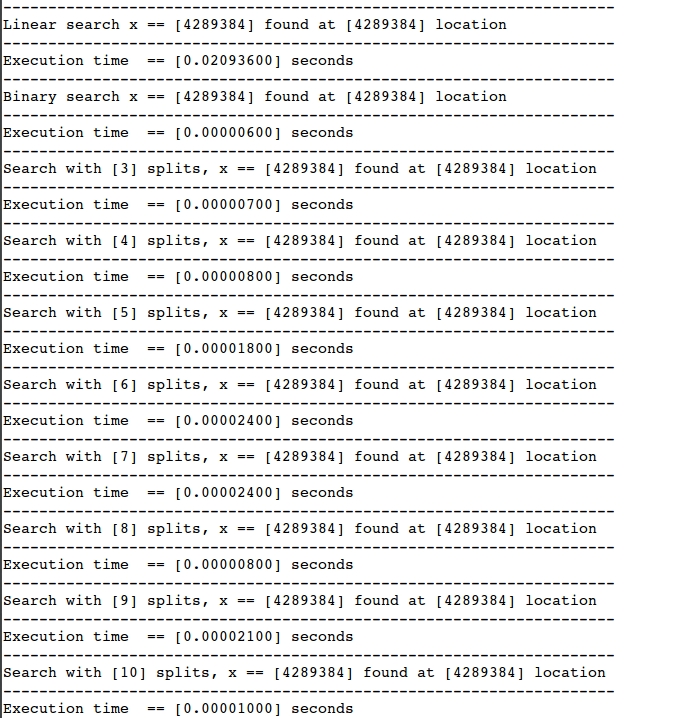 --------------------------------------------------------------------
Linear search x == [4289384] found at [4289384] location
--------------------------------------------------------------------
Execution time  == [0.02093600] seconds
--------------------------------------------------------------------
Binary search x == [4289384] found at [4289384] location
--------------------------------------------------------------------
Execution time  == [0.00000600] seconds
--------------------------------------------------------------------
Search with [3] splits, x == [4289384] found at [4289384] location
--------------------------------------------------------------------
Execution time  == [0.00000700] seconds
--------------------------------------------------------------------
Search with [4] splits, x == [4289384] found at [4289384] location
--------------------------------------------------------------------
Execution time  == [0.00000800] seconds
--------------------------------------------------------------------
Search with [5] splits, x == [4289384] found at [4289384] location
--------------------------------------------------------------------
Execution time  == [0.00001800] seconds
--------------------------------------------------------------------
Search with [6] splits, x == [4289384] found at [4289384] location
--------------------------------------------------------------------
Execution time  == [0.00002400] seconds
--------------------------------------------------------------------
Search with [7] splits, x == [4289384] found at [4289384] location
--------------------------------------------------------------------
Execution time  == [0.00002400] seconds
--------------------------------------------------------------------
Search with [8] splits, x == [4289384] found at [4289384] location
--------------------------------------------------------------------
Execution time  == [0.00000800] seconds
--------------------------------------------------------------------
Search with [9] splits, x == [4289384] found at [4289384] location
--------------------------------------------------------------------
Execution time  == [0.00002100] seconds
--------------------------------------------------------------------
Search with [10] splits, x == [4289384] found at [4289384] location
--------------------------------------------------------------------
Execution time  == [0.00001000] seconds